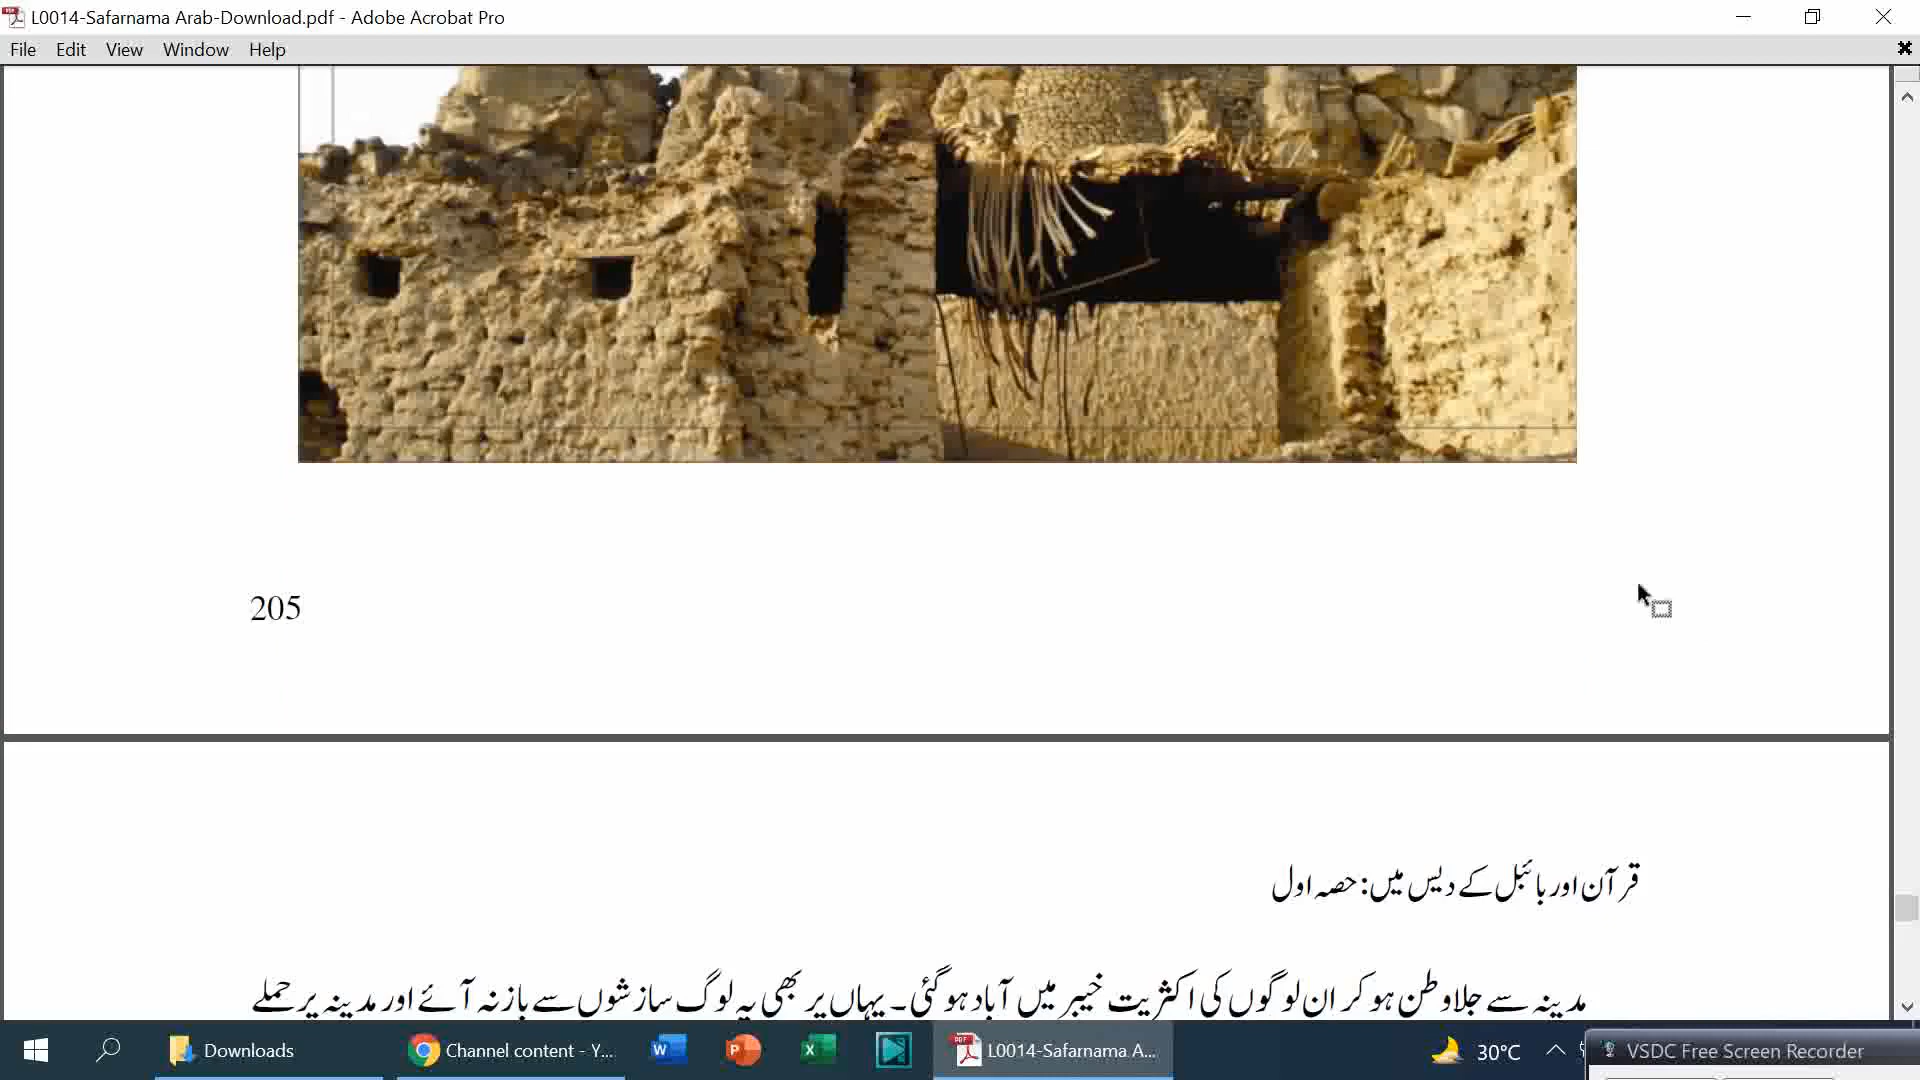 L0014-Safarnama Arab-Download.pdf - Adobe Acrobat Pro
File Edit View Window Help
205
قرآن اور بائبل کے دیس میں: حصہ اول
مدینہ سے جلاوطن ہو کر ان لوگوں کی اکثریت خیبر میں آباد ہو گئی۔ یہاں پر بھی یہ لوگ سازشوں سے باز نہ آئے اور مدینہ پر حملے
Downloads
Channel content - Y...
L0014-Safarnama A...
30°C
VSDC Free Screen Recorder